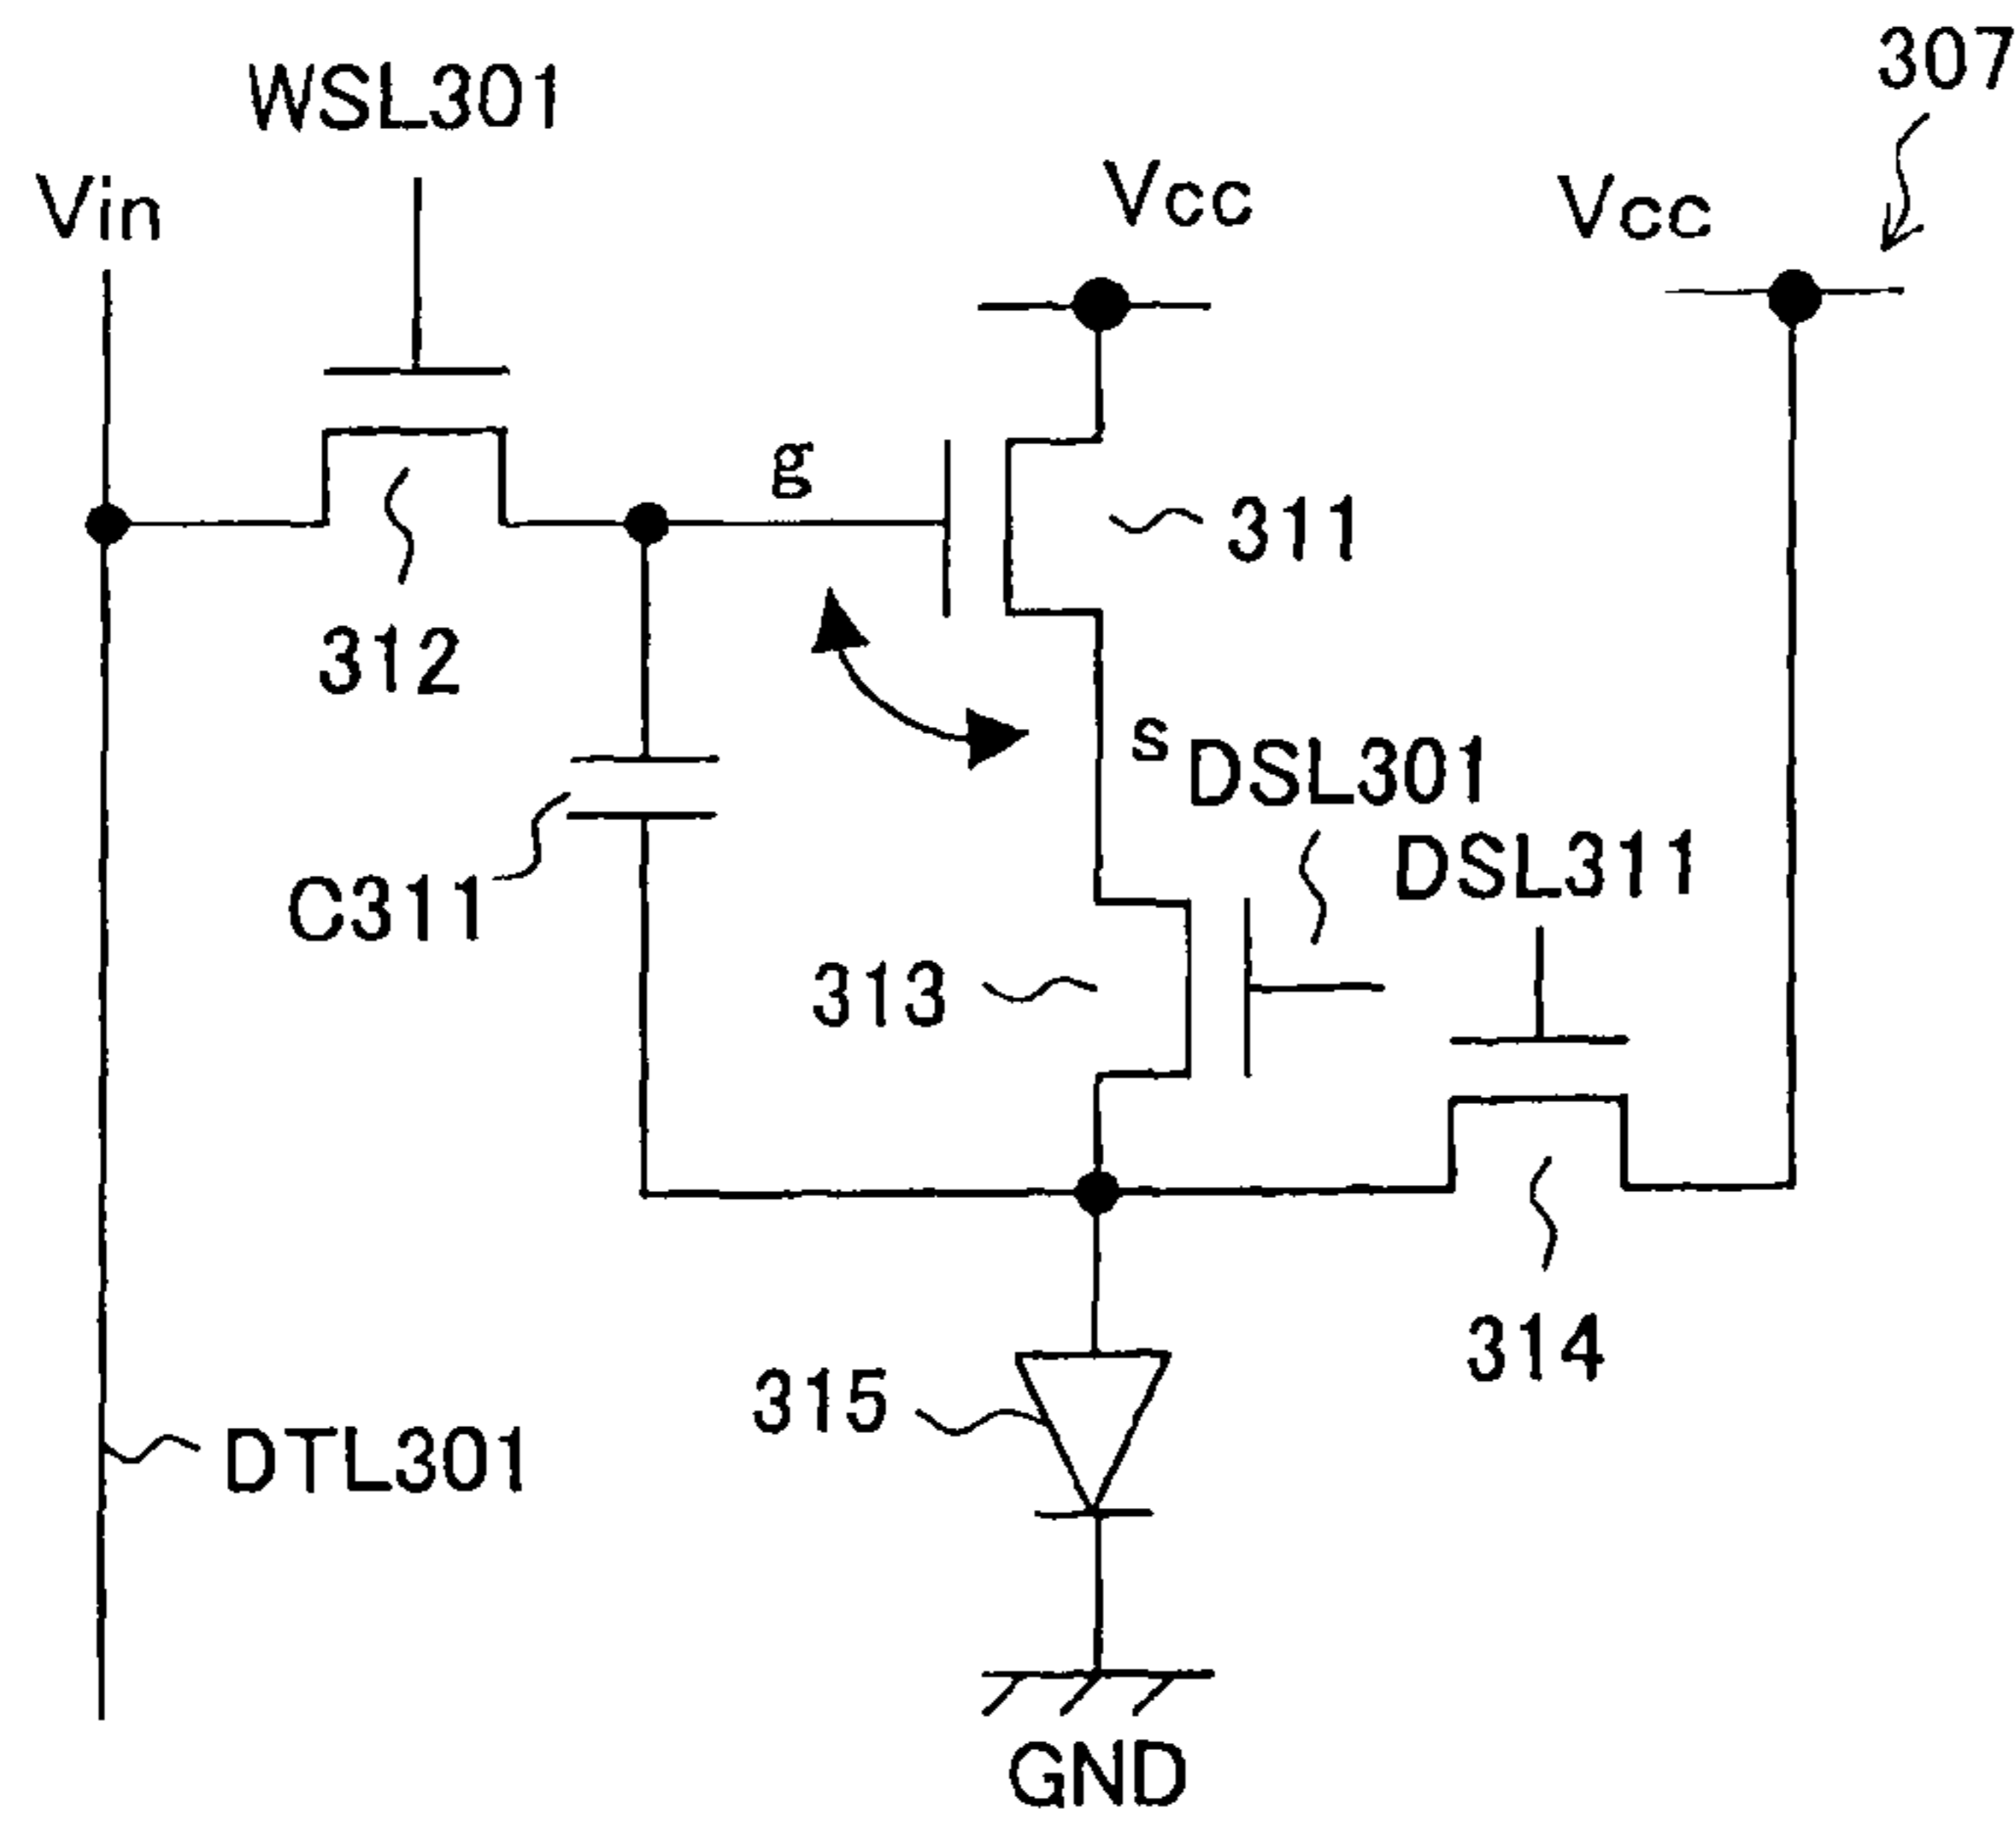 307
WSL301
Vin
Vcc
Vcc
g
311
312
s
DSL301
DSL311
C311
313
314
315
DTL301
GND